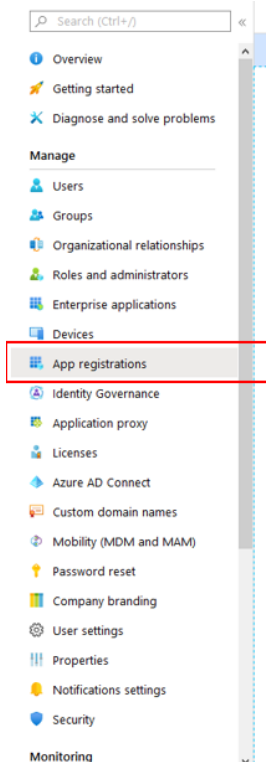 Search (Ctrl+/)
Overview
Getting started
Diagnose and solve problems
Manage
Users
Groups
Organizational relationships
Roles and administrators
Enterprise applications
Devices
App registrations
Identity Governance
Application proxy
Licenses
Azure AD Connect
Custom domain names
Mobility (MDM and MAM)
Password reset
Company branding
User settings
Properties
Notifications settings
Security
Monitoring